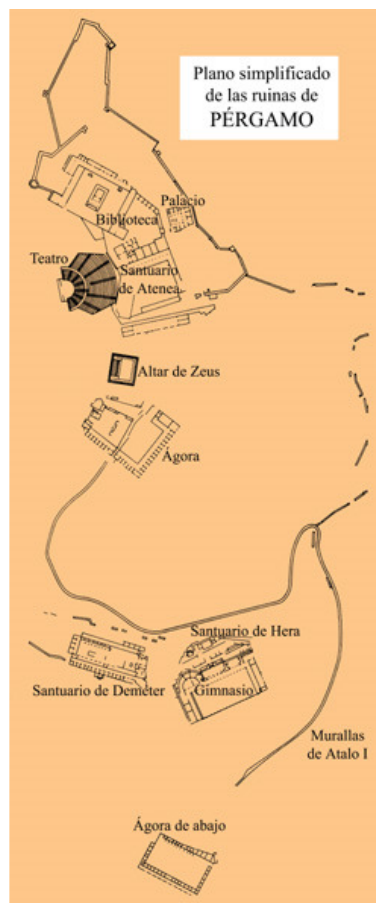 Plano simplificado
de las ruinas de
PÉRGAMO
Palacio
Biblioteca
Teatro
Santuario
de Atenea
Altar de Zeus
Ágora
Santuario de Hera
Santuario de Deméter
Gimnasio
Murallas
de Atalo I
Ágora de abajo